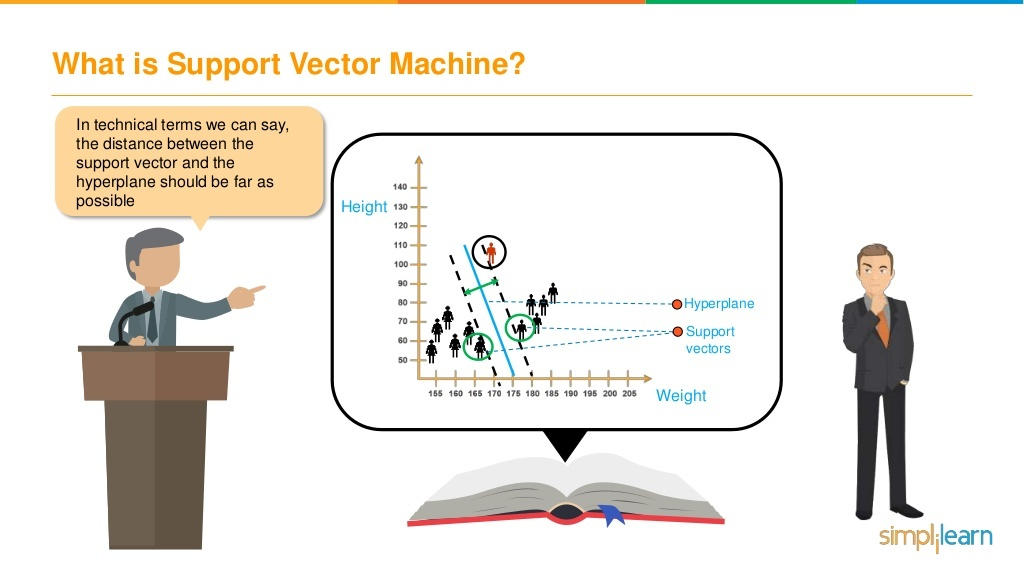 What is Support Vector Machine?
In technical terms we can say,
the distance between the
support vector and the
hyperplane should be far as
possible
Height
140
130
120
110
100
90
80
70
60
50
155 160 165 170 175 180 185 190 195 200 205
Weight
Hyperplane
Support
vectors
simplilearn